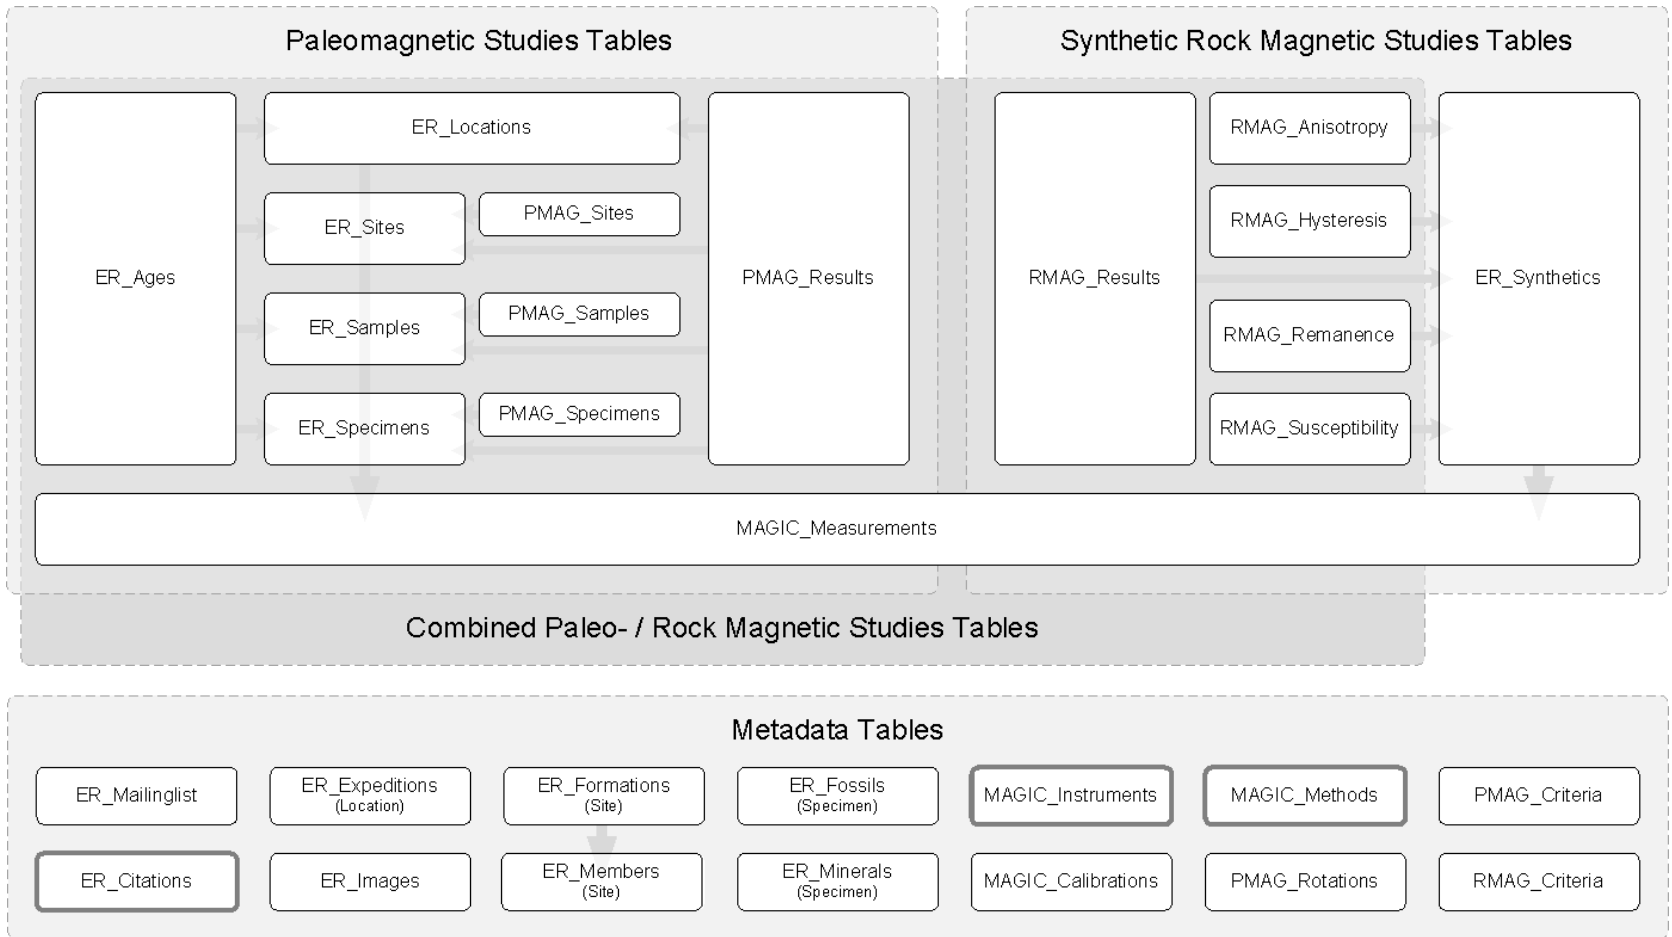 Paleomagnetic Studies Tables
Synthetic Rock Magnetic Studies Tables
ER_Ages
ER_Locations
ER_Sites
PMAG_Sites
ER_Samples
PMAG_Samples
ER_Specimens
PMAG_Specimens
PMAG_Results
RMAG_Results
RMAG_Anisotropy
RMAG_Hysteresis
RMAG_Remanence
RMAG_Susceptibility
ER_Synthetics
MAGIC_Measurements
Combined Paleo- / Rock Magnetic Studies Tables
Metadata Tables
ER_Mailinglist
ER_Expeditions
(Location)
ER_Formations
(Site)
ER_Fossils
(Specimen)
MAGIC_Instruments
MAGIC_Methods
PMAG_Criteria
ER_Citations
ER_Images
ER_Members
(Site)
ER_Minerals
(Specimen)
MAGIC_Calibrations
PMAG_Rotations
RMAG_Criteria